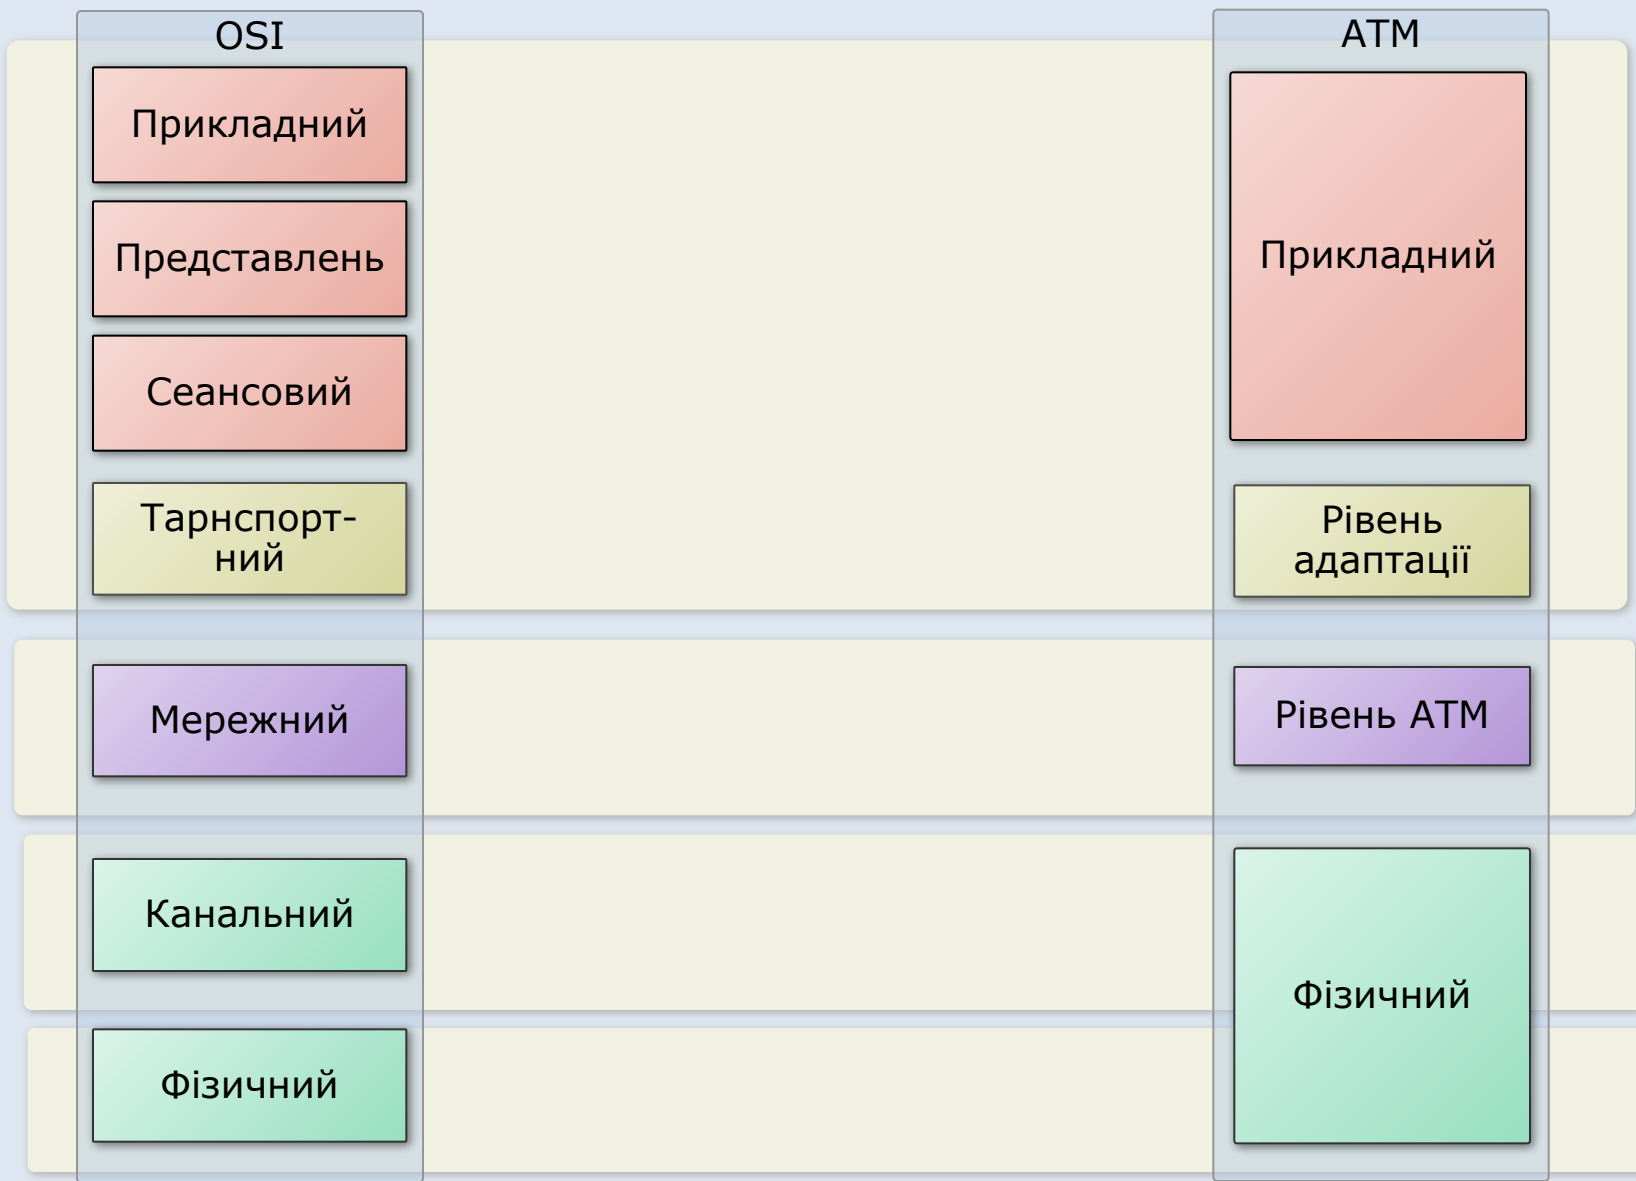 OSI
Прикладний
Представлень
Сеансовий
Тарнспорт-
ний
Мережний
Канальний
Фізичний
ATM
Прикладний
Рівень
адаптації
Рівень ATM
Фізичний